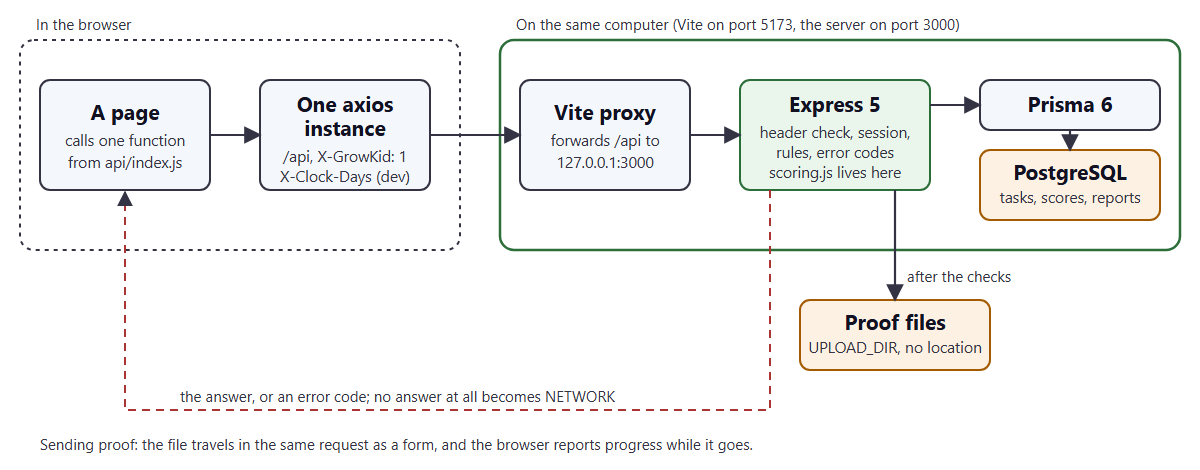 In the browser
On the same computer (Vite on port 5173, the server on port 3000)
A page
calls one function
from api/index.js
One axios
instance
/api, X-GrowKid: 1
X-Clock-Days (dev)
Vite proxy
forwards /api to
127.0.0.1:3000
Express 5
header check, session,
rules, error codes
scoring.js lives here
Prisma 6
PostgreSQL
tasks, scores, reports
after the checks
Proof files
UPLOAD_DIR, no location
the answer, or an error code; no answer at all becomes NETWORK
Sending proof: the file travels in the same request as a form, and the browser reports progress while it goes.